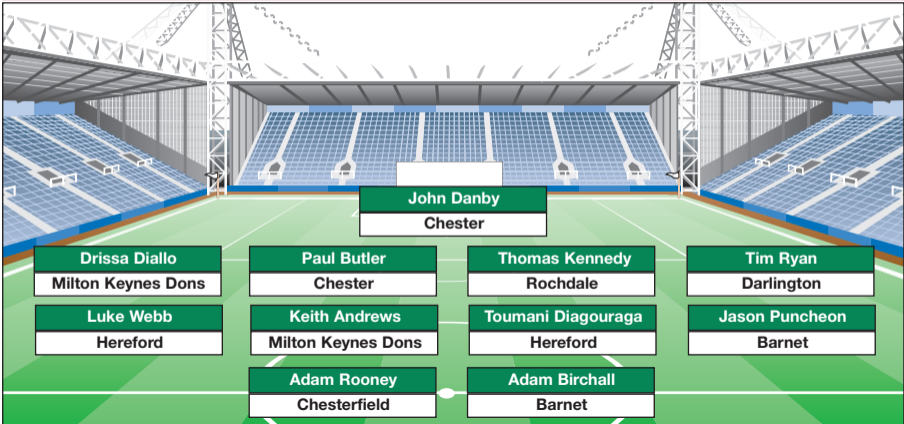 John Danby
Chester
Drissa Diallo
Milton Keynes Dons
Paul Butler
Chester
Thomas Kennedy
Rochdale
Tim Ryan
Darlington
Luke Webb
Hereford
Keith Andrews
Milton Keynes Dons
Toumani Diagouraga
Hereford
Jason Puncheon
Barnet
Adam Rooney
Chesterfield
Adam Birchall
Barnet